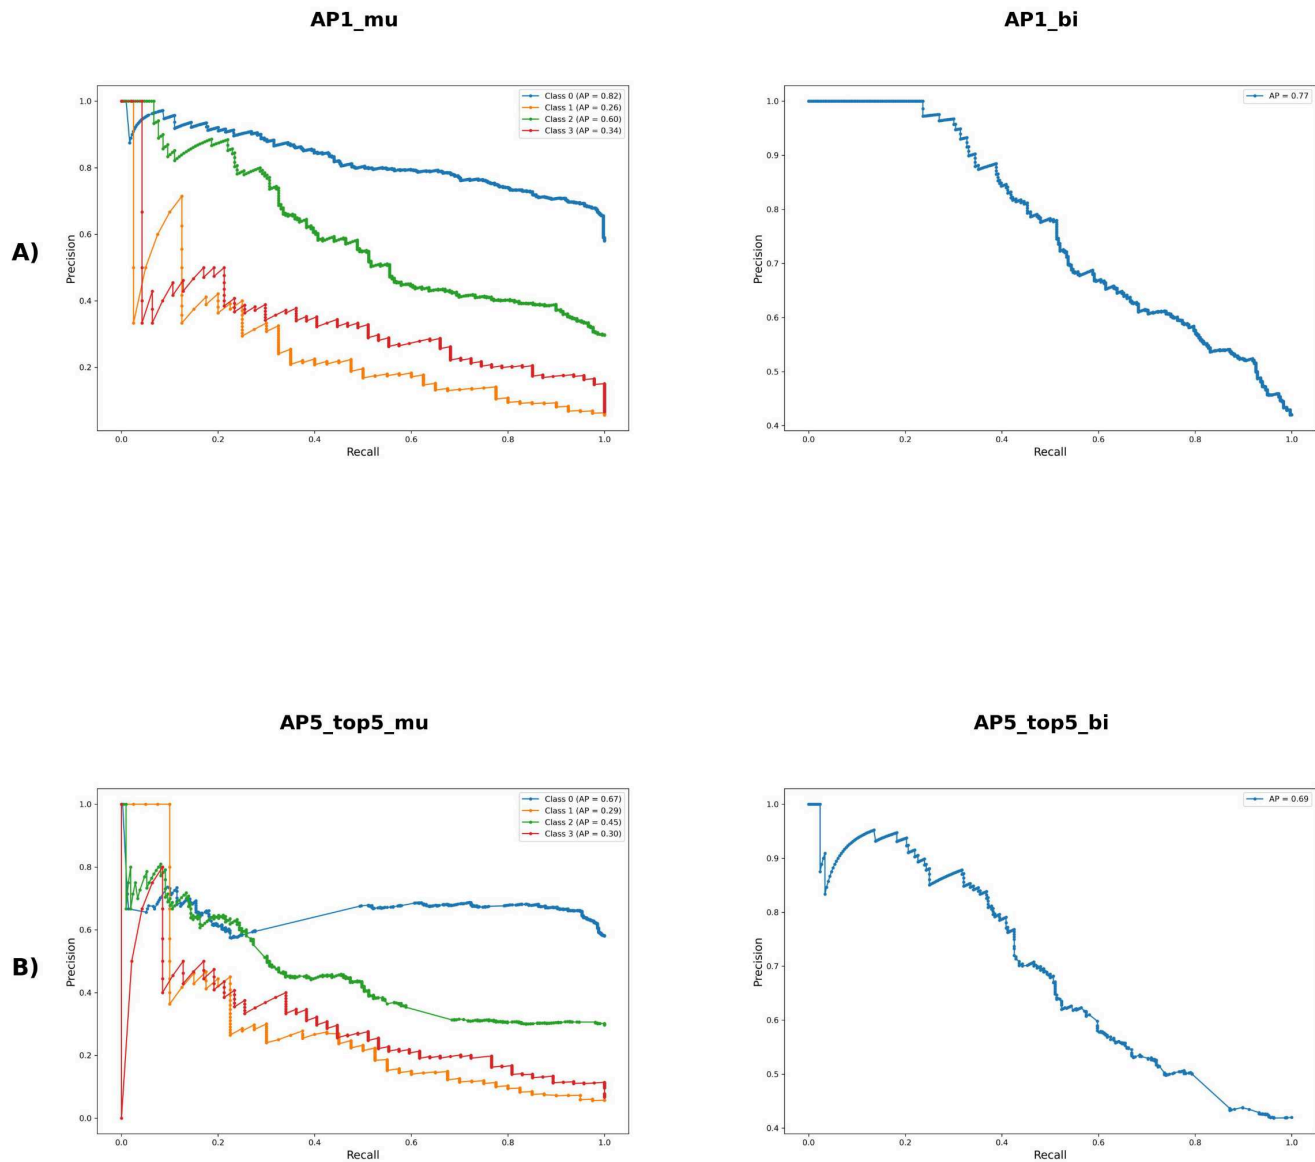 AP1_mu
AP1_bi
A)
Precision
1.0
0.8
0.6
0.4
0.2
0.0
0.2
0.4
0.6
0.8
1.0
Recall
Class 0 (AP = 0.82)
Class 1 (AP = 0.26)
Class 2 (AP = 0.60)
Class 3 (AP = 0.34)
Precision
1.0
0.9
0.8
0.7
0.6
0.5
0.4
0.0
0.2
0.4
0.6
0.8
1.0
Recall
AP = 0.77
AP5_top5_mu
AP5_top5_bi
B)
Precision
1.0
0.8
0.6
0.4
0.2
0.0
0.0
0.2
0.4
0.6
0.8
1.0
Recall
Class 0 (AP = 0.67)
Class 1 (AP = 0.29)
Class 2 (AP = 0.45)
Class 3 (AP = 0.30)
Precision
1.0
0.9
0.8
0.7
0.6
0.5
0.4
0.0
0.2
0.4
0.6
0.8
1.0
Recall
AP = 0.69